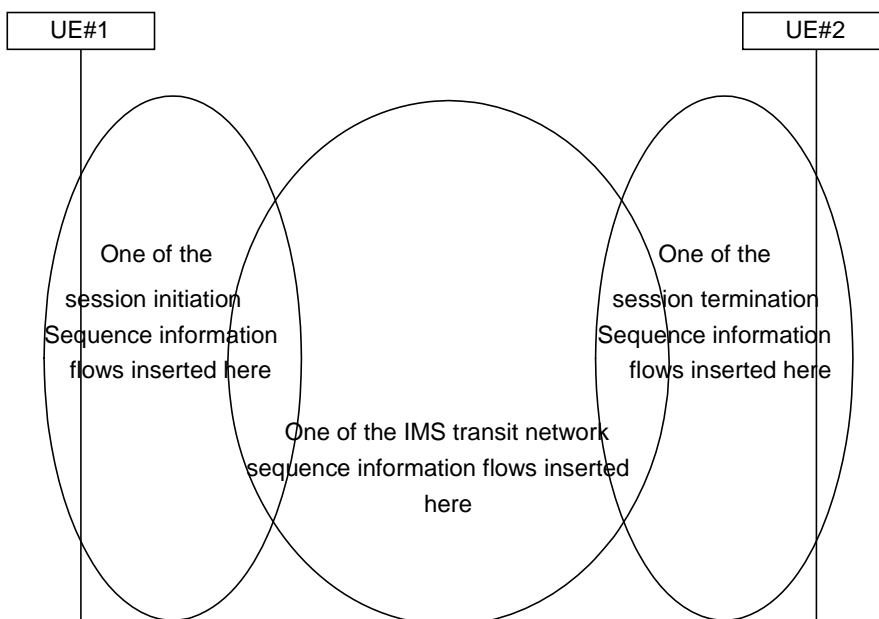 UE#1
UE#2
One of the
session initiation
Sequence information
flows inserted here
One of the
session termination
Sequence information
flows inserted here
One of the IMS transit network
sequence information flows inserted
here